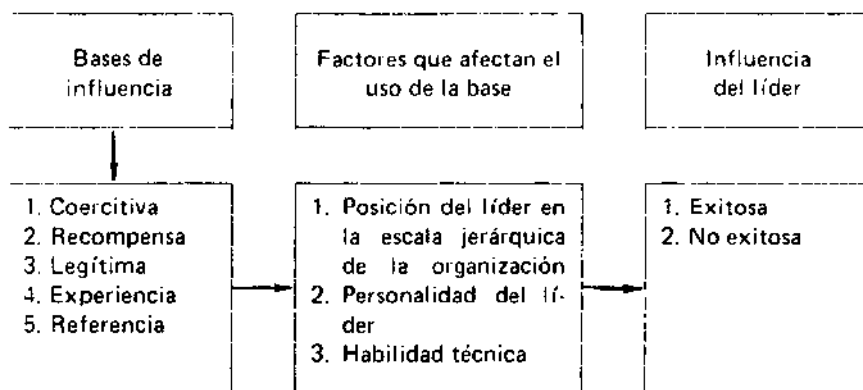 Bases de
influencia
Factores que afectan el
uso de la base
Influencia
del líder
1. Coercitiva
2. Recompensa
3. Legítima
4. Experiencia
5. Referencia
1. Posición del líder en
la escala jerárquica
de la organización
2. Personalidad del lí-
der
3. Habilidad técnica
1. Exitosa
2. No exitosa